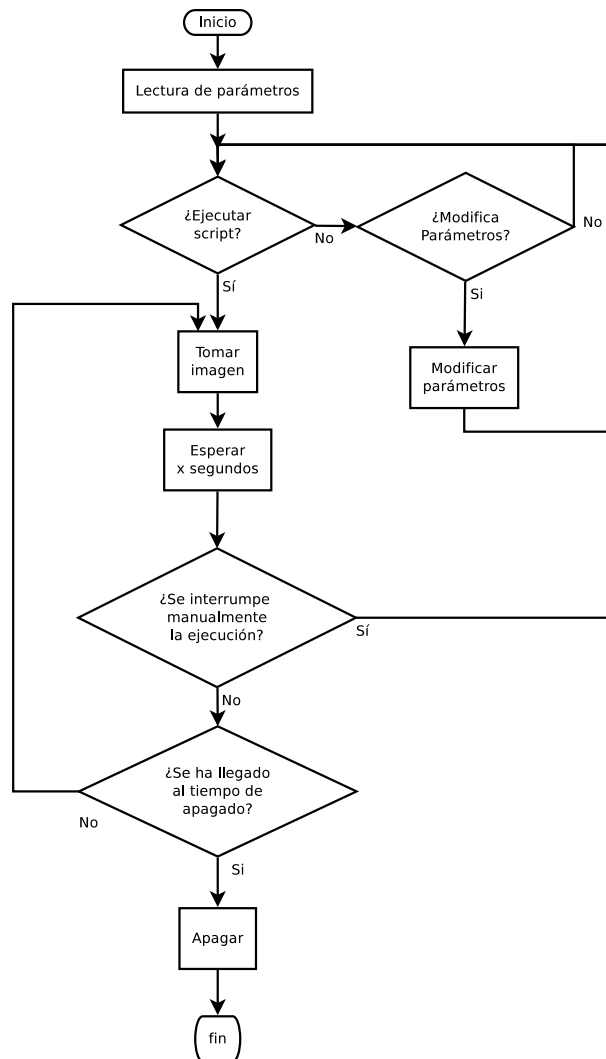 Inicio
Lectura de parámetros
¿Ejecutar
script?
No
¿Modifica
Parámetros?
No
Sí
Si
Tomar
imagen
Modificar
parámetros
Esperar
x segundos
¿Se interrumpe
manualmente
la ejecución?
Sí
No
¿Se ha llegado
al tiempo de
apagado?
No
Si
Apagar
fin